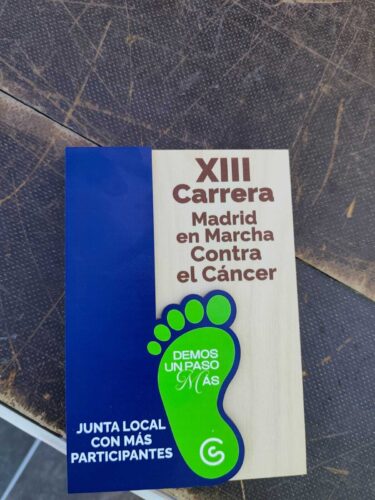 XIII
Carrera
Madrid
en Marcha
Contra
el Cáncer
DEMOS
UN PASO
MÁS
JUNTA LOCAL
CON MÁS
PARTICIPANTES